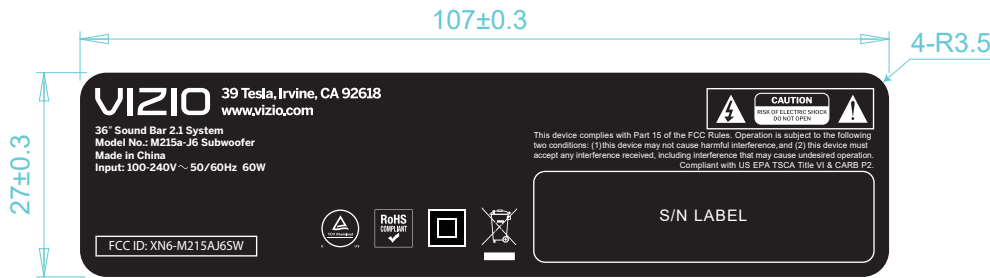 107±0.3
4-R3.5
27±0.3
VIZIO
39 Tesla, Irvine, CA 92618
www.vizio.com
36" Sound Bar 2.1 System
Model No.: M215a-J6 Subwoofer
Made in China
Input: 100-240V～ 50/60Hz 60W
FCC ID: XN6-M215AJ6SW
RoHS
COMPLIANT
CAUTION
RISK OF ELECTRIC SHOCK
DO NOT OPEN
This device complies with Part 15 of the FCC Rules. Operation is subject to the following
two conditions: (1)this device may not cause harmful interference,and (2) this device must
accept any interference received, including interference that may cause undesired operation.
Compliant with US EPA TSCA Title VI & CARB P2.
S/N LABEL